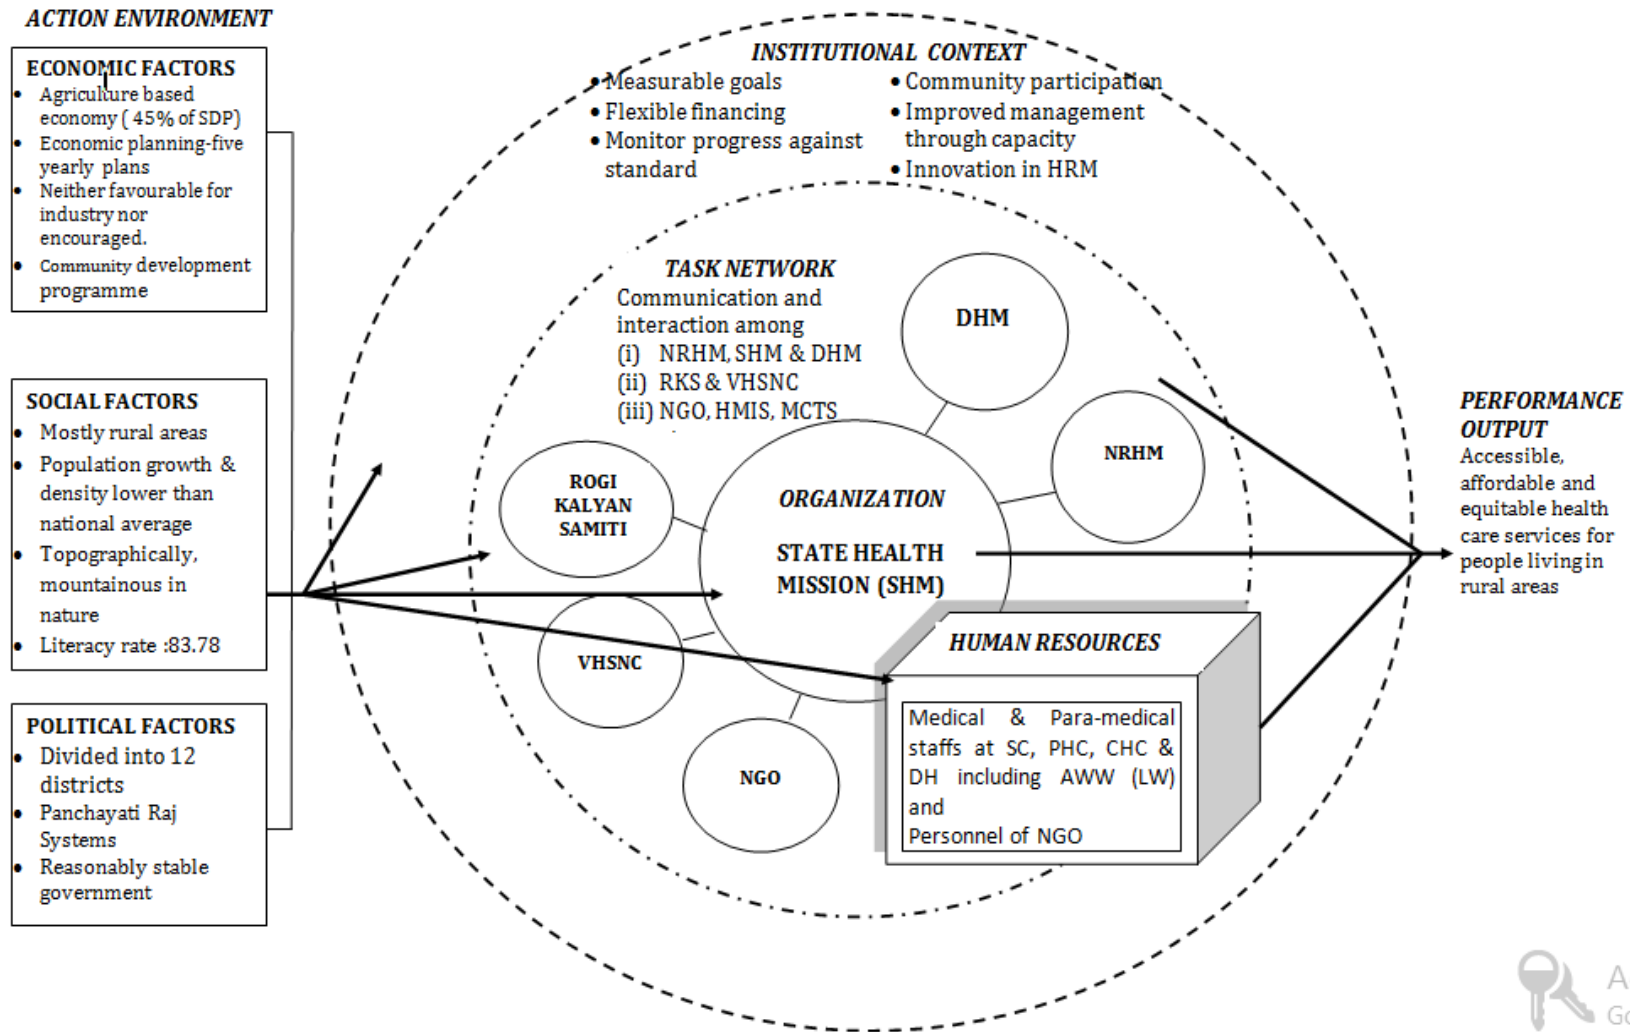 ACTION ENVIRONMENT
ECONOMIC FACTORS
• Agriculture based
economy ( 45% of SDP)
• Economic planning-five
yearly plans
• Neither favourable for
industry nor
encouraged.
• Community development
programme
SOCIAL FACTORS
• Mostly rural areas
• Population growth &
density lower than
national average
• Topographically,
mountainous in
nature
• Literacy rate :83.78
POLITICAL FACTORS
• Divided into 12
districts
• Panchayati Raj
Systems
• Reasonably stable
government
INSTITUTIONAL CONTEXT
• Measurable goals
• Flexible financing
• Monitor progress against
standard
• Community participation
• Improved management
through capacity
• Innovation in HRM
TASK NETWORK
Communication and
interaction among
(i) NRHM, SHM & DHM
(ii) RKS & VHSNC
(iii) NGO, HMIS, MCTS
DHM
NRHM
ROGI
KALYAN
SAMITI
ORGANIZATION
STATE HEALTH
MISSION (SHM)
VHSNC
NGO
HUMAN RESOURCES
Medical & Para-medical
staffs at SC, PHC, CHC &
DH including AWW (LW)
and
Personnel of NGO
PERFORMANCE
OUTPUT
Accessible,
affordable and
equitable health
care services for
people living in
rural areas
A
Go